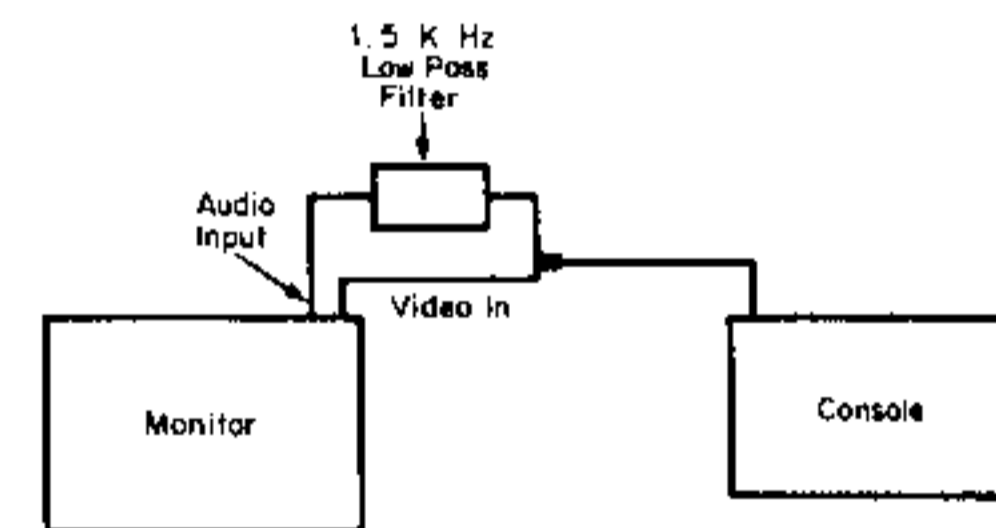 1.5 K Hz
Low Pass
Filter
Audio
Input
Video In
Monitor
Console